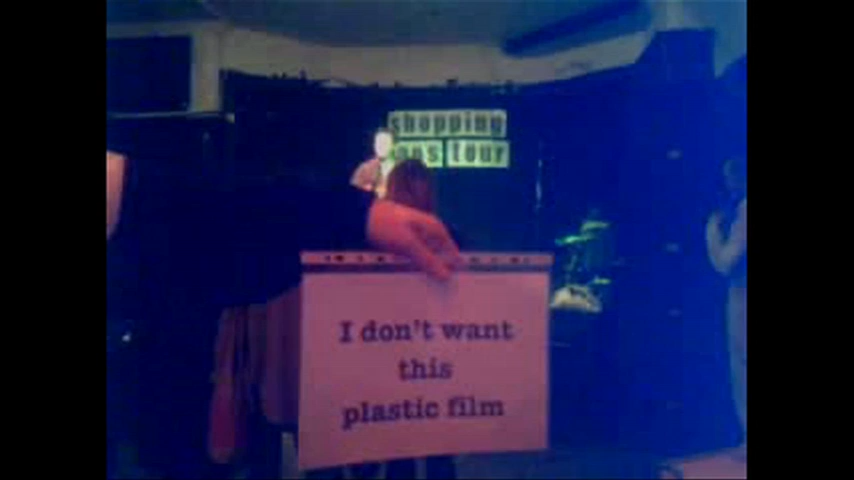 shopping
tour
I don't want
this
plastic film